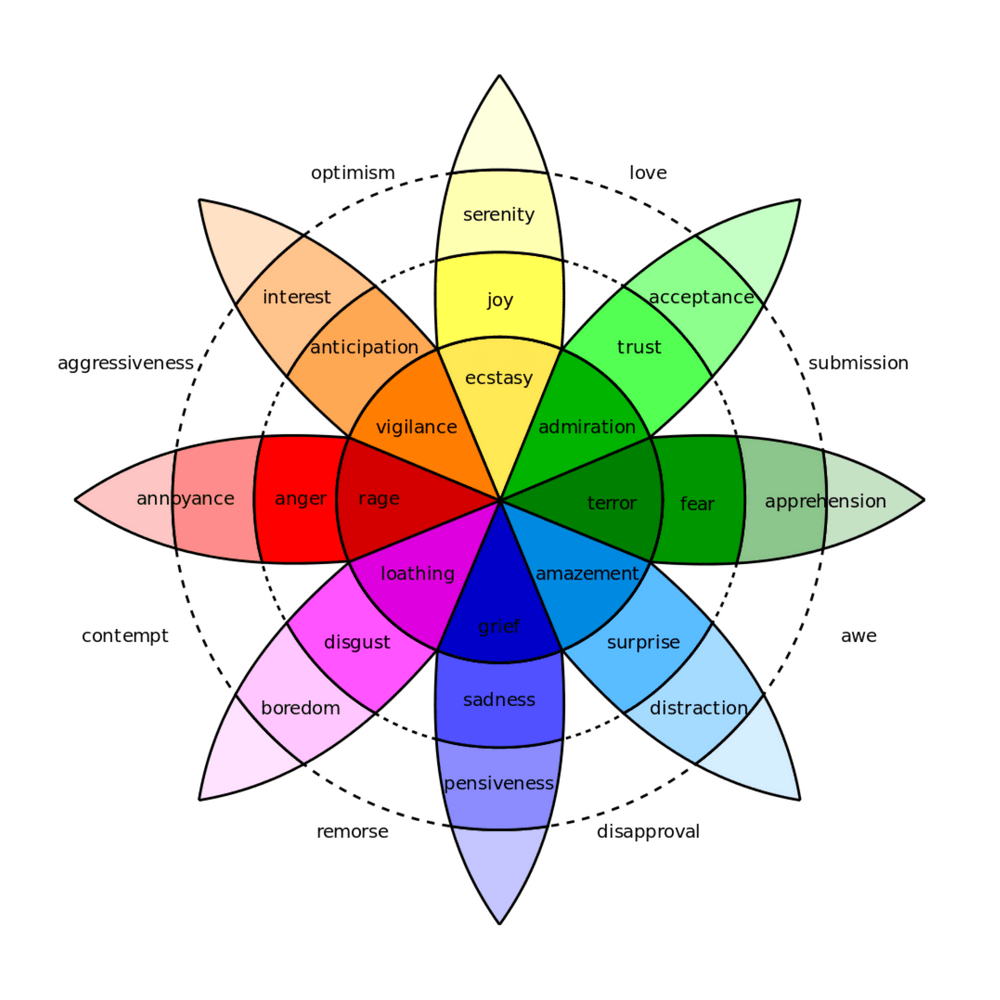 optimism
love
serenity
interest
joy
acceptance
anticipation
trust
aggressiveness
submission
ecstasy
vigilance
admiration
annoyance
anger
rage
terror
fear
apprehension
loathing
amazement
contempt
disgust
grief
surprise
awe
boredom
sadness
distraction
pensiveness
remorse
disapproval